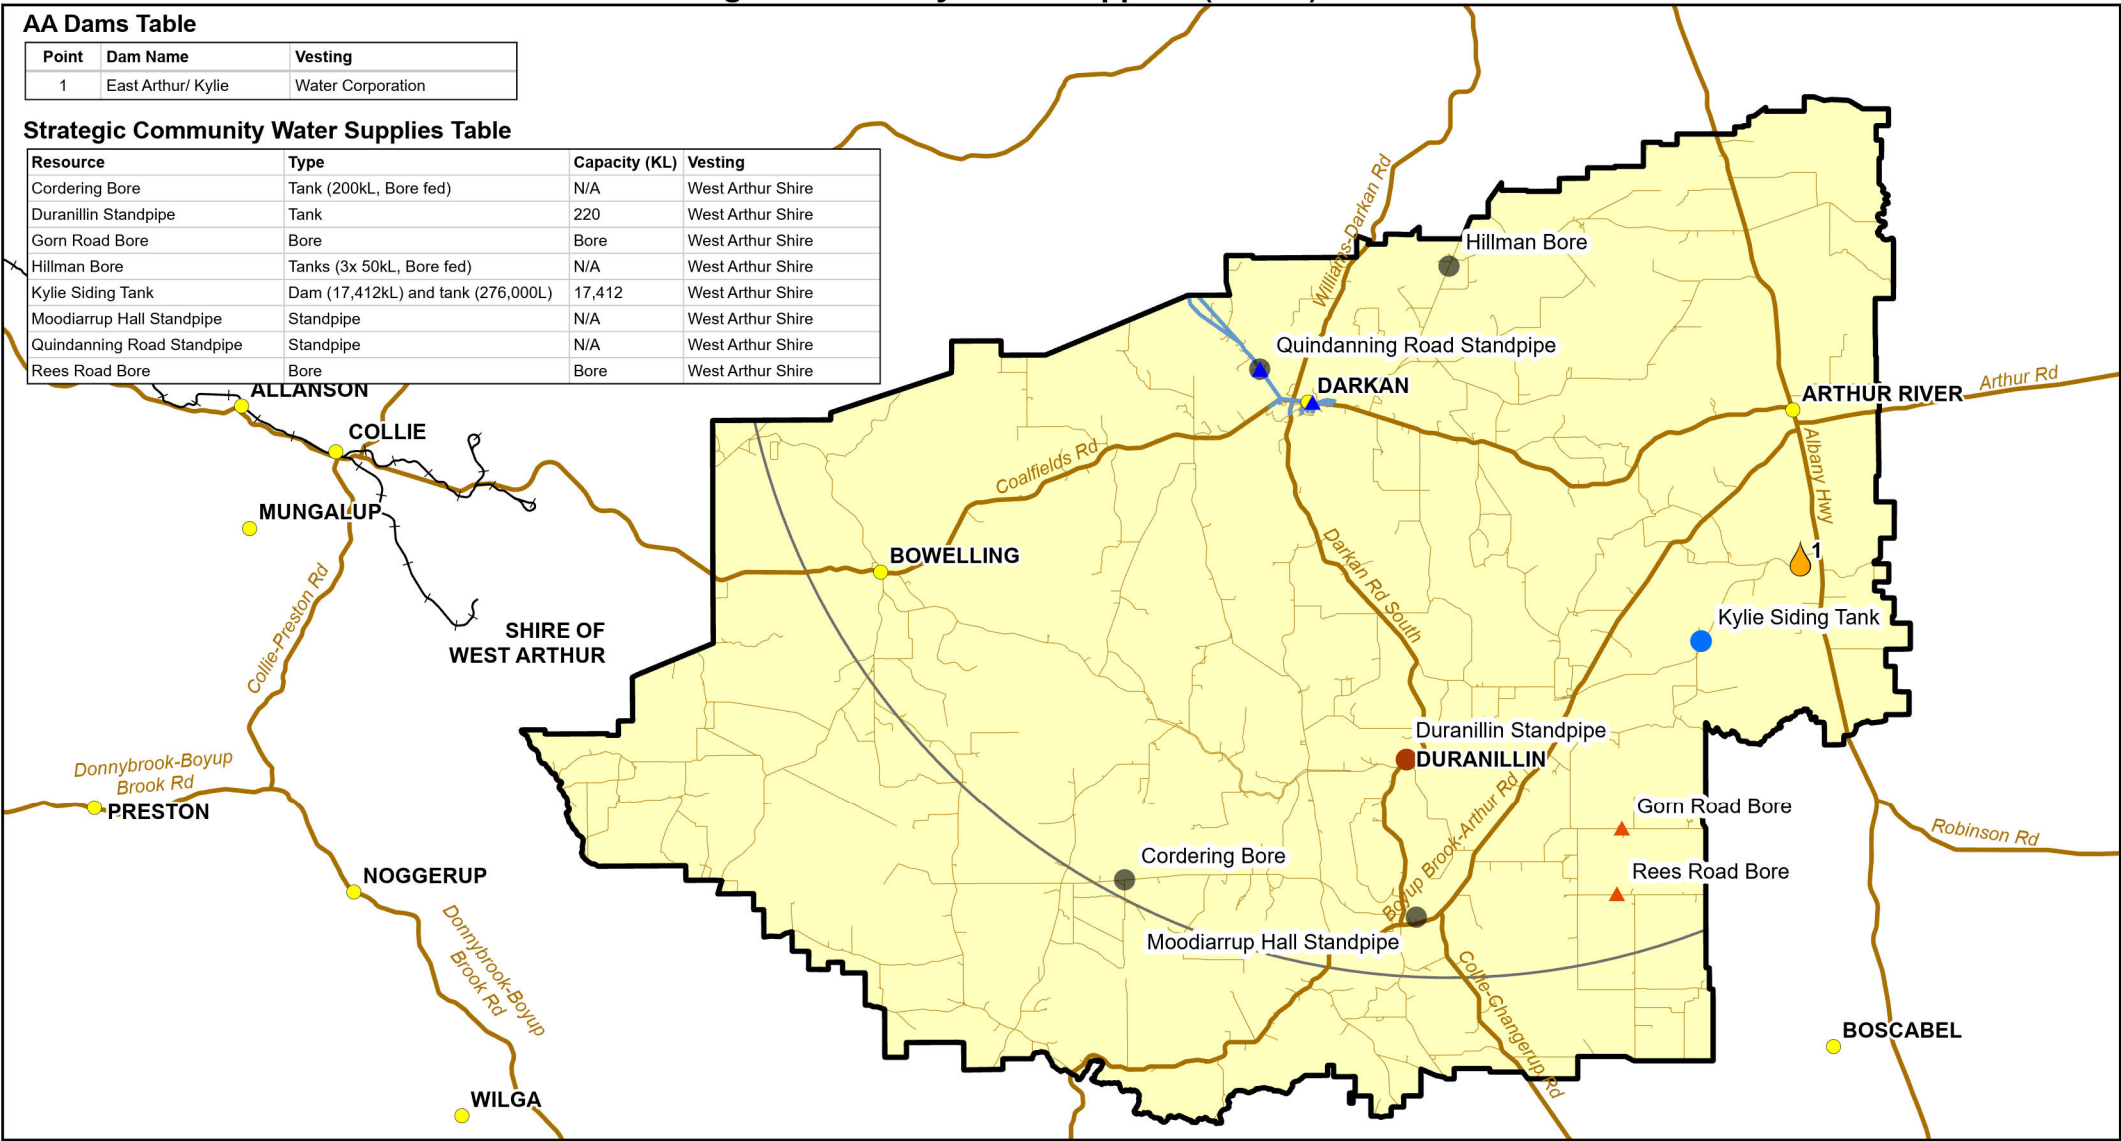 AA Dams Table
Point Dam Name Vesting
1 East Arthur/ Kylie Water Corporation
Strategic Community Water Supplies Table
Resource Type Capacity (KL) Vesting
Cordering Bore Tank (200kL, Bore fed) N/A West Arthur Shire
Duranillin Standpipe Tank 220 West Arthur Shire
Gorn Road Bore Bore Bore West Arthur Shire
Hillman Bore Tanks (3x 50kL, Bore fed) N/A West Arthur Shire
Kylie Siding Tank Dam (17,412kL) and tank (276,000L) 17,412 West Arthur Shire
Moodiarrup Hall Standpipe Standpipe N/A West Arthur Shire
Quindanning Road Standpipe Standpipe N/A West Arthur Shire
Rees Road Bore Bore Bore West Arthur Shire
Williams-Darkan Rd
Hillman Bore
Quindanning Road Standpipe
DARKAN
ARTHUR RIVER
Arthur Rd
ALLANSON
COLLIE
Coalfields Rd
Albany Hwy
MUNGALUP
BOWELLING
1
Darkan Rd South
Collie-Preston Rd
Kylie Siding Tank
SHIRE OF
WEST ARTHUR
Duranillin Standpipe
DURANILLIN
Donnybrook-Boyup
Brook Rd
PRESTON
Gorn Road Bore
Robinson Rd
Boyup Brook-Arthur Rd
Cordering Bore
Rees Road Bore
NOGGERUP
Moodiarrup Hall Standpipe
Donnybrook-Boyup
Brook Rd
Collie-Changerup Rd
BOSCABEL
WILGA